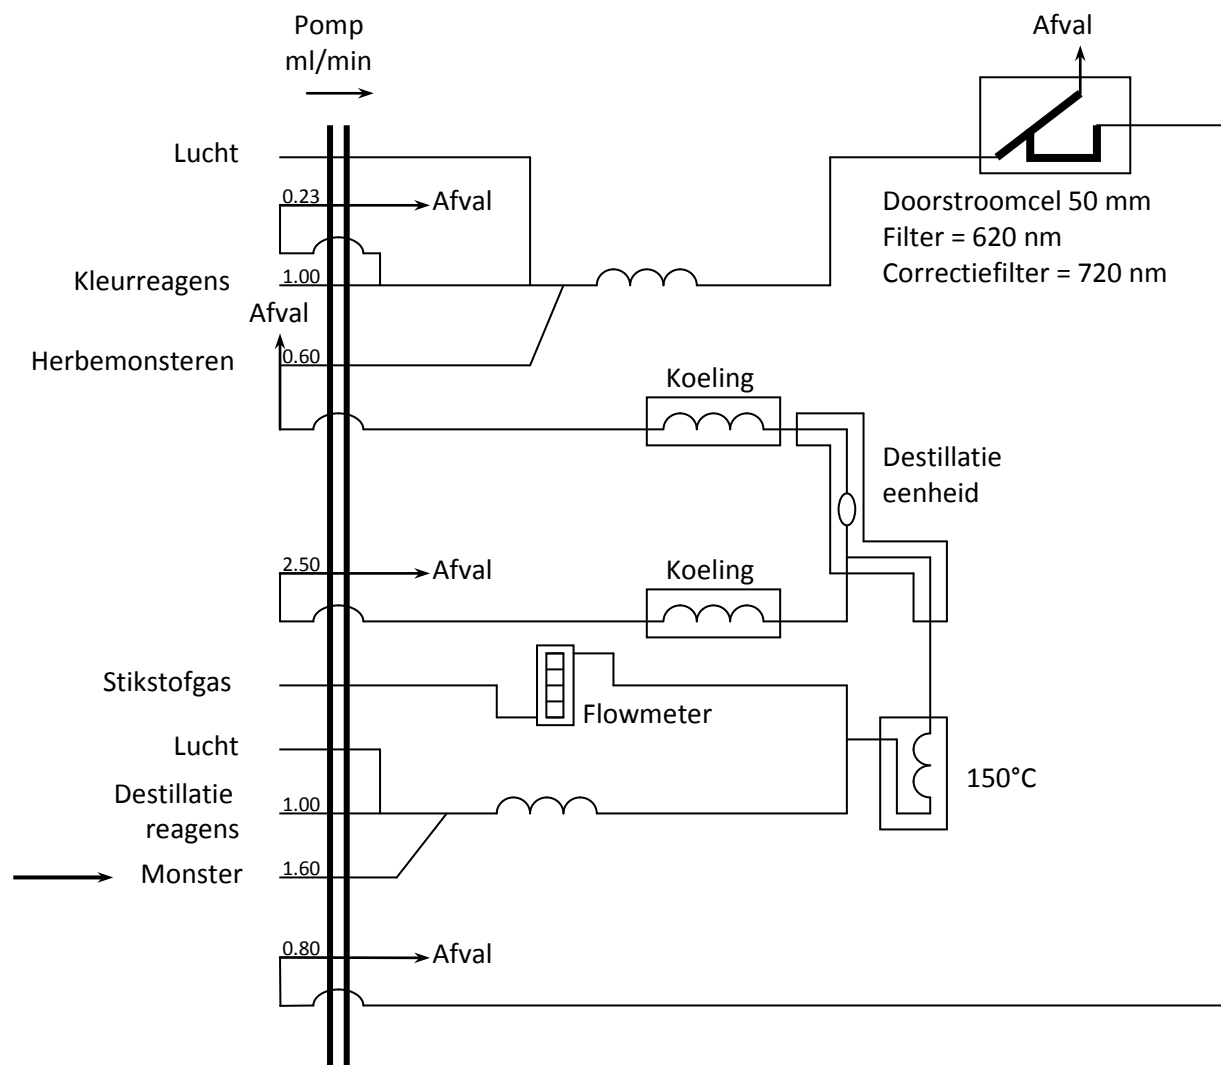 Pomp
ml/min
Afval
Lucht
0.23
Afval
Doorstroomcel 50 mm
Filter = 620 nm
Correctiefilter = 720 nm
Kleurreagens
1.00
Afval
Herbemonsteren
0.60
Koeling
Destillatie
eenheid
2.50
Afval
Koeling
Stikstofgas
Flowmeter
Lucht
150°C
Destillatie
reagens
1.00
Monster
1.60
0.80
Afval